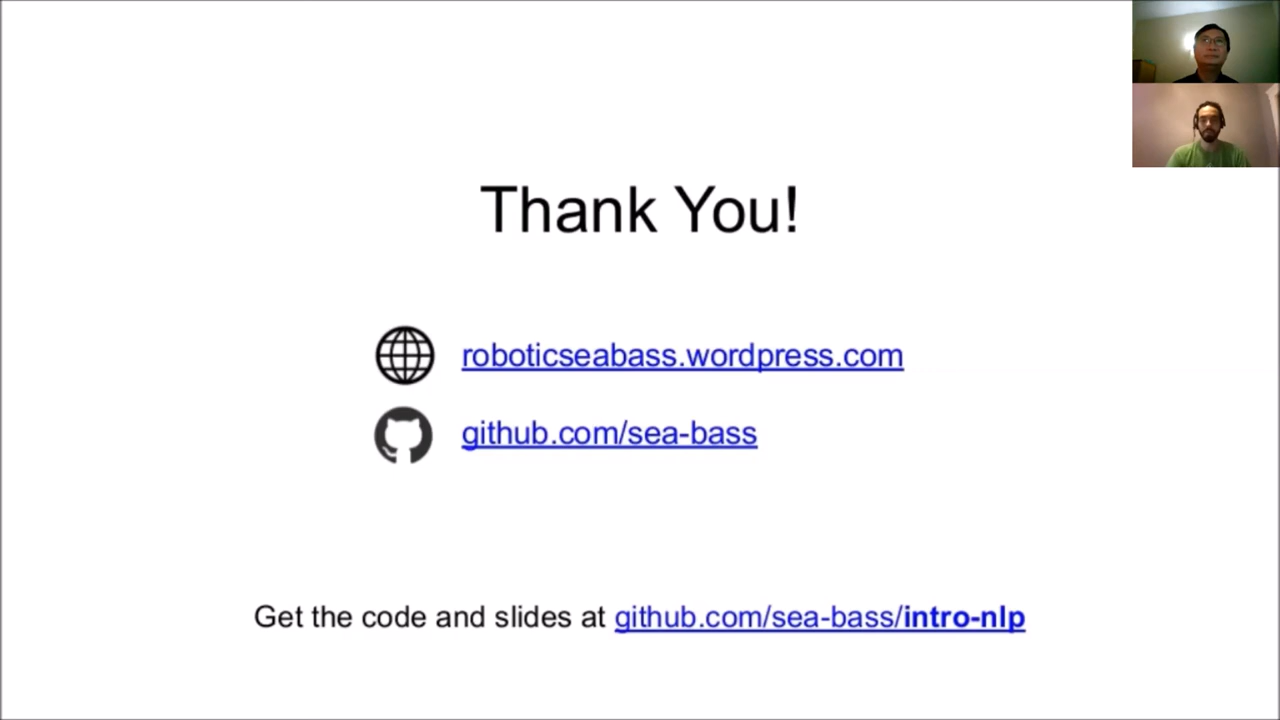 Thank You!
roboticseabass.wordpress.com
github.com/sea-bass
Get the code and slides at github.com/sea-bass/intro-nlp